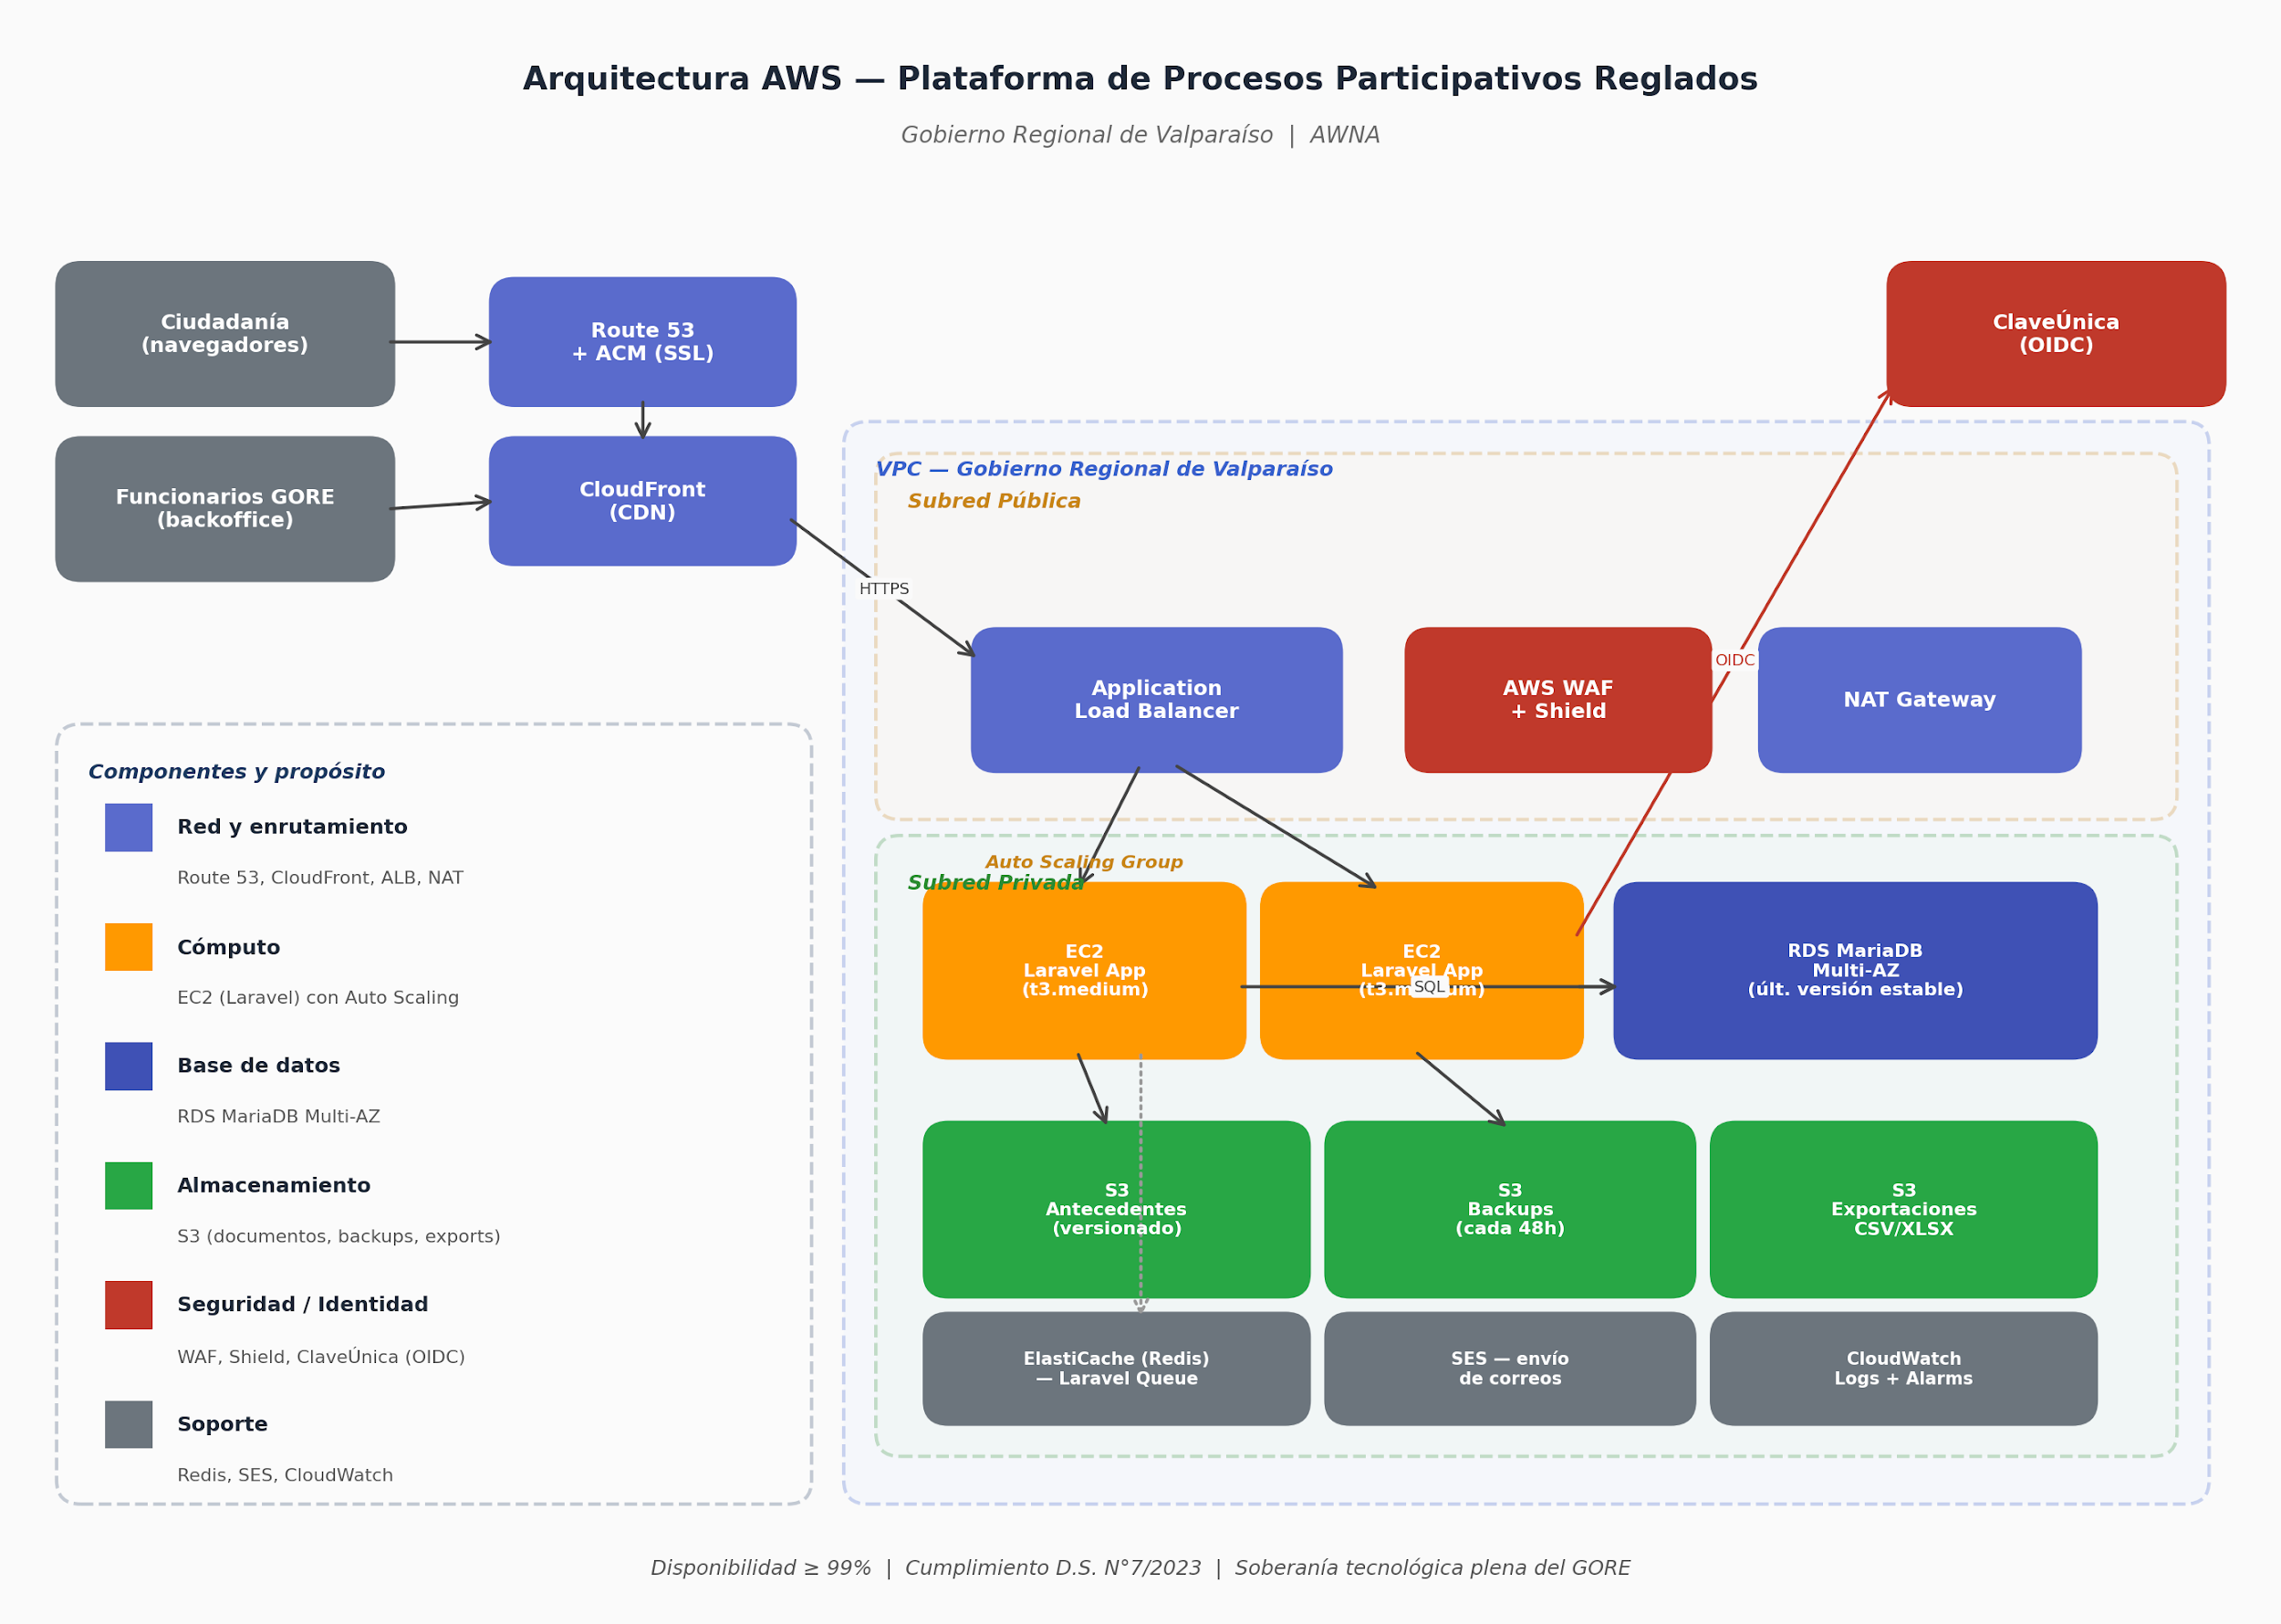 Arquitectura AWS — Plataforma de Procesos Participativos Reglados
Gobierno Regional de Valparaíso | AWNA
Ciudadanía
(navegadores)
Route 53
+ ACM (SSL)
ClaveÚnica
(OIDC)
Funcionarios GORE
(backoffice)
CloudFront
(CDN)
HTTPS
VPC — Gobierno Regional de Valparaíso
Subred Pública
Application
Load Balancer
AWS WAF
+ Shield
OIDC
NAT Gateway
Auto Scaling Group
Subred Privada
EC2
Laravel App
(t3.medium)
EC2
Laravel App
(t3.medium)
SQL
RDS MariaDB
Multi-AZ
(últ. versión estable)
S3
Antecedentes
(versionado)
S3
Backups
(cada 48h)
S3
Exportaciones
CSV/XLSX
ElastiCache (Redis)
— Laravel Queue
SES — envío
de correos
CloudWatch
Logs + Alarms
Componentes y propósito
Red y enrutamiento
Route 53, CloudFront, ALB, NAT
Cómputo
EC2 (Laravel) con Auto Scaling
Base de datos
RDS MariaDB Multi-AZ
Almacenamiento
S3 (documentos, backups, exports)
Seguridad / Identidad
WAF, Shield, ClaveÚnica (OIDC)
Soporte
Redis, SES, CloudWatch
Disponibilidad ≥ 99% | Cumplimiento D.S. N°7/2023 | Soberanía tecnológica plena del GORE